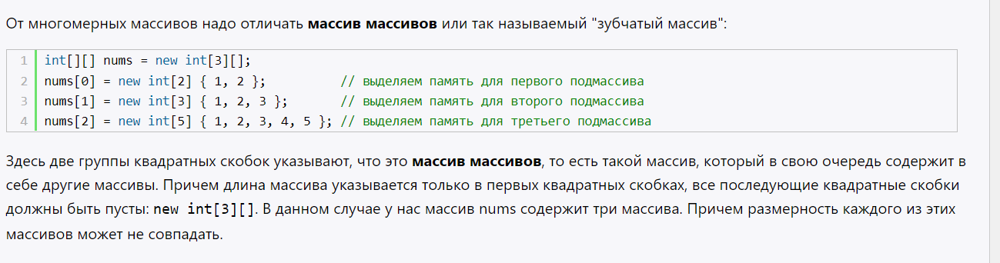 От многомерных массивов надо отличать массив массивов или так называемый "зубчатый массив":
1 int[][] nums = new int[3][];
2 nums[0] = new int[2] { 1, 2 };          // выделяем память для первого подмассива
3 nums[1] = new int[3] { 1, 2, 3 };       // выделяем память для второго подмассива
4 nums[2] = new int[5] { 1, 2, 3, 4, 5 }; // выделяем память для третьего подмассива
Здесь две группы квадратных скобок указывают, что это массив массивов, то есть такой массив, который в свою очередь содержит в
себе другие массивы. Причем длина массива указывается только в первых квадратных скобках, все последующие квадратные скобки
должны быть пусты: new int[3][]. В данном случае у нас массив nums содержит три массива. Причем размерность каждого из этих
массивов может не совпадать.